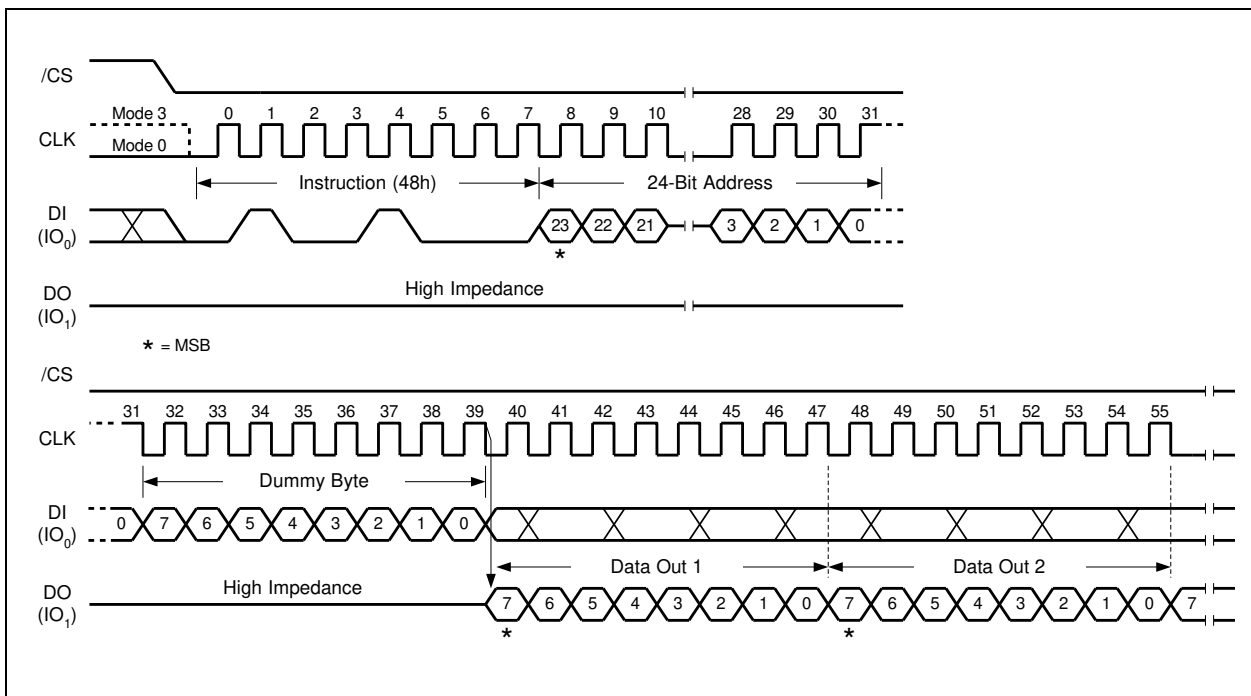 /CS
Mode 3 0 1 2 3 4 5 6 7 8 9 10 28 29 30 31
CLK
Mode 0
Instruction (48h) 24-Bit Address
DI
(IO0) 23 22 21 3 2 1 0
*
High Impedance
DO
(IO1)
* = MSB
/CS
31 32 33 34 35 36 37 38 39 40 41 42 43 44 45 46 47 48 49 50 51 52 53 54 55
CLK
Dummy Byte
DI
(IO0) 0 7 6 5 4 3 2 1 0
Data Out 1 Data Out 2
High Impedance
DO
(IO1) 7 6 5 4 3 2 1 0 7 6 5 4 3 2 1 0 7
* *